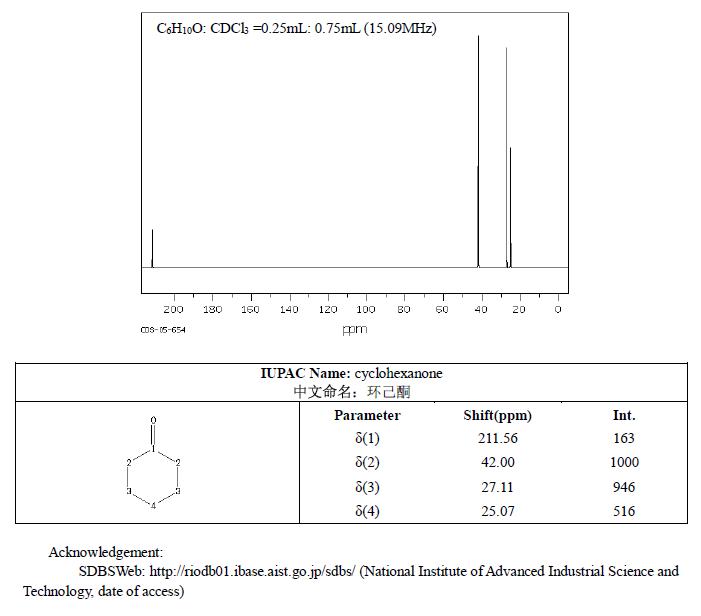 C₆H₁₀O: CDCl₃ =0.25mL: 0.75mL (15.09MHz)
200 180 160 140 120 100 80 60 40 20 0
CDS-05-654 ppm
IUPAC Name: cyclohexanone
中文命名：环己酮
Parameter Shift(ppm) Int.
δ(1) 211.56 163
δ(2) 42.00 1000
δ(3) 27.11 946
δ(4) 25.07 516
O
1
2 2
3 3
4
Acknowledgement:
SDBSWeb: http://riodb01.ibase.aist.go.jp/sdbs/ (National Institute of Advanced Industrial Science and
Technology, date of access)